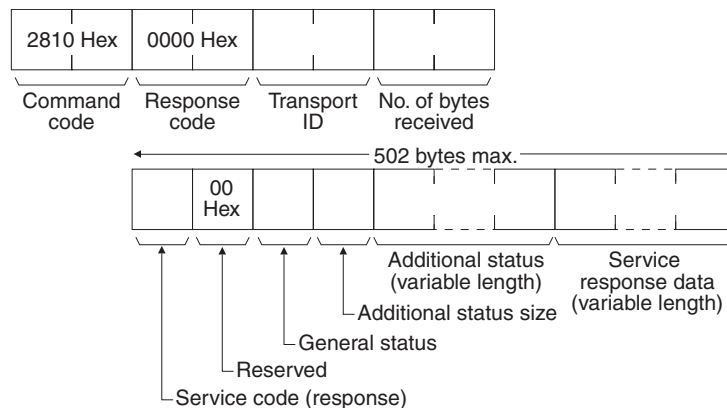 2810 Hex 0000 Hex
Command code Response code Transport ID No. of bytes received
502 bytes max.
00 Hex
Additional status (variable length) Service response data (variable length)
Additional status size
General status
Reserved
Service code (response)